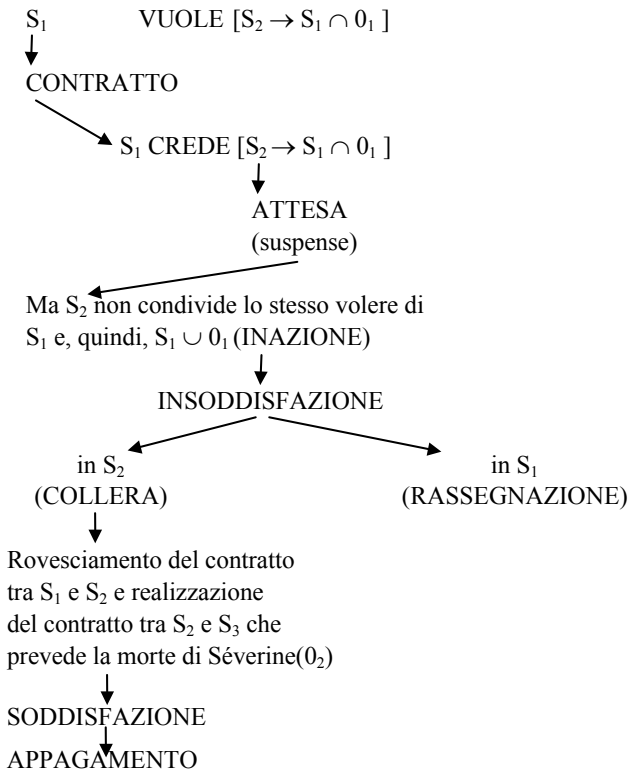 S₁ VUOLE [S₂ → S₁ ∩ 0₁ ]
CONTRATTO
S₁ CREDE [S₂ → S₁ ∩ 0₁ ]
ATTESA
(suspense)
Ma S₂ non condivide lo stesso volere di
S₁ e, quindi, S₁ ∪ 0₁ (INAZIONE)
INSODDISFAZIONE
in S₂ in S₁
(COLLERA) (RASSEGNAZIONE)
Rovesciamento del contratto
tra S₁ e S₂ e realizzazione
del contratto tra S₂ e S₃ che
prevede la morte di Séverine(0₂)
SODDISFAZIONE
APPAGAMENTO